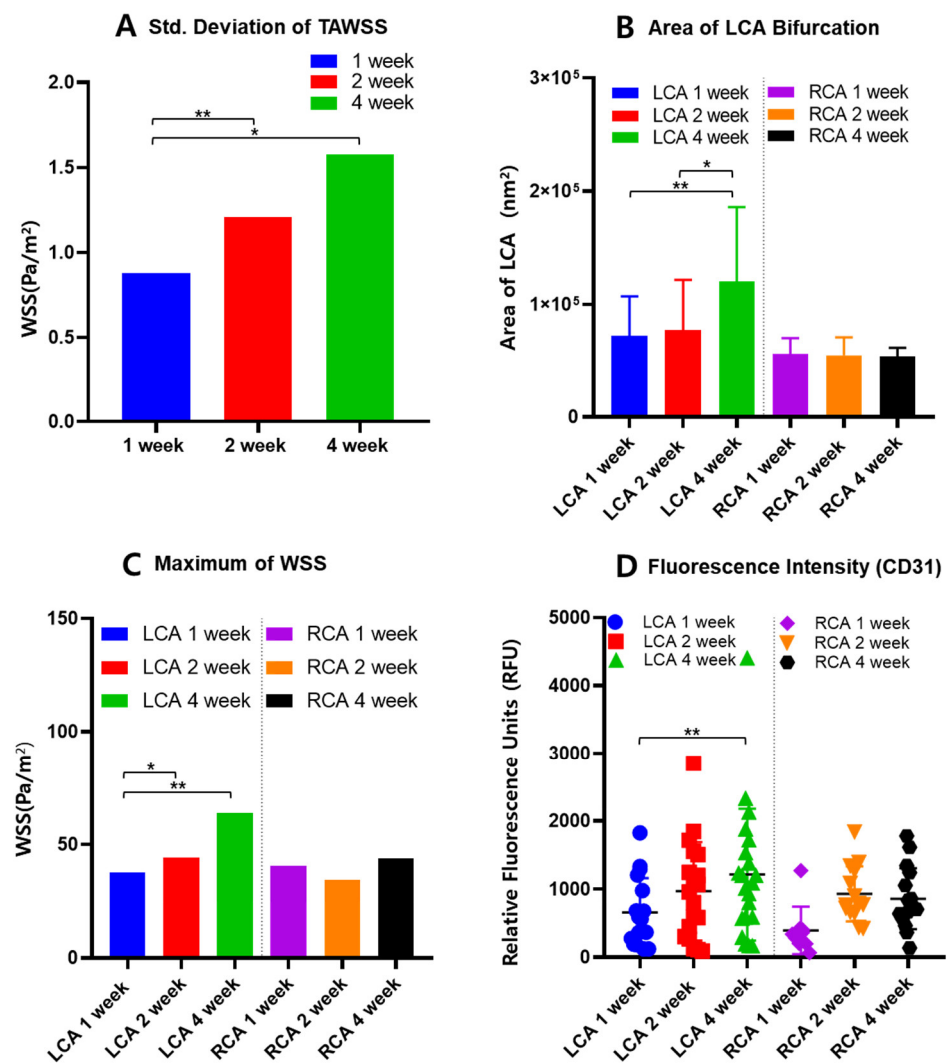 A Std. Deviation of TAWSS
1 week
2 week
4 week
2.0
1.5
1.0
0.5
0.0
WSS(Pa/m²)
**
*
1 week 2 week 4 week
B Area of LCA Bifurcation
LCA 1 week RCA 1 week
LCA 2 week RCA 2 week
LCA 4 week RCA 4 week
3×10⁵
2×10⁵
1×10⁵
0
Area of LCA (nm²)
*
**
LCA 1 week LCA 2 week LCA 4 week RCA 1 week RCA 2 week RCA 4 week
C Maximum of WSS
LCA 1 week RCA 1 week
LCA 2 week RCA 2 week
LCA 4 week RCA 4 week
150
100
50
0
WSS(Pa/m²)
*
**
LCA 1 week LCA 2 week LCA 4 week RCA 1 week RCA 2 week RCA 4 week
D Fluorescence Intensity (CD31)
LCA 1 week RCA 1 week
LCA 2 week RCA 2 week
LCA 4 week RCA 4 week
5000
4000
3000
2000
1000
0
Relative Fluorescence Units (RFU)
**
LCA 1 week LCA 2 week LCA 4 week RCA 1 week RCA 2 week RCA 4 week